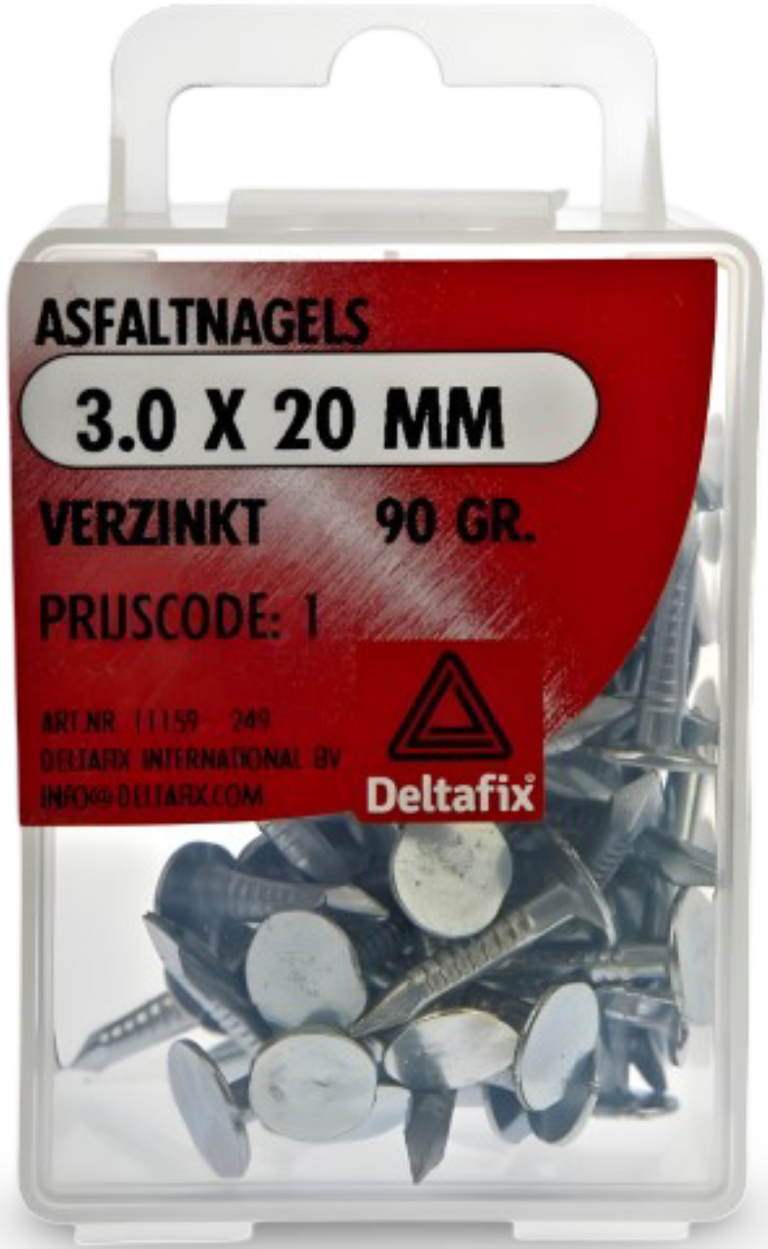 ASFALTNAGELS
3.0 X 20 MM
VERZINKT 90 GR.
PRIJSCODE: 1
ART.NR. 11159 249
DELTAFIX INTERNATIONAL BV
INFO@DELTAFIX.COM
Deltafix®